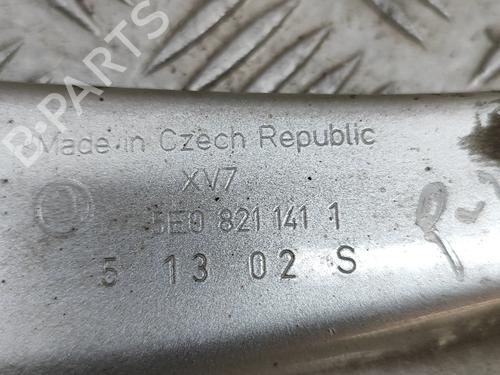 B-PARTS
Made in Czech Republic
XV7
5E0 821 141 1
5 13 02 S